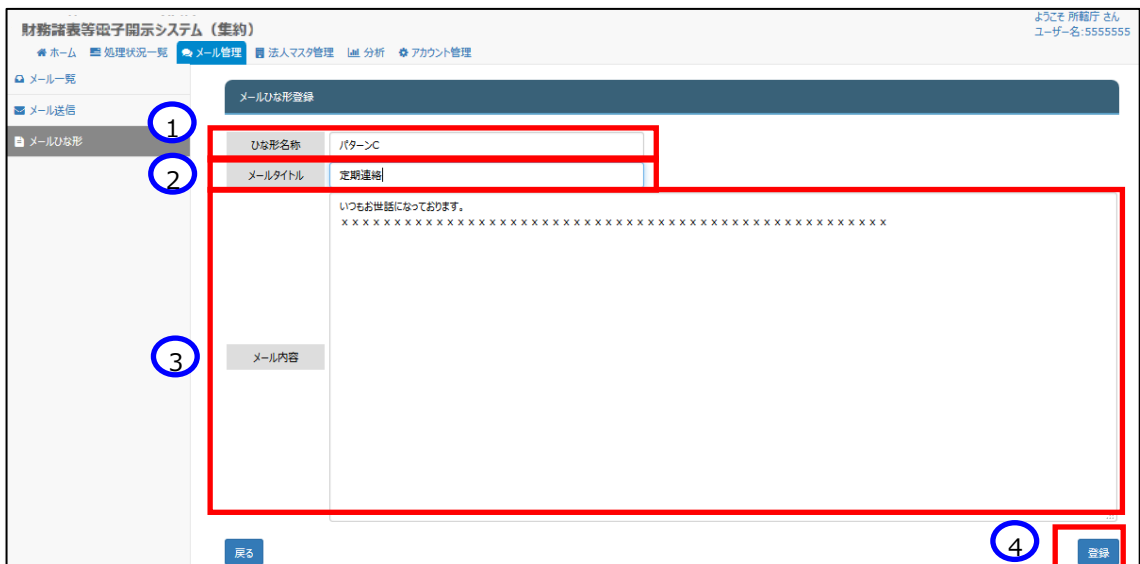 財務諸表等電子開示システム（集約）
ようこそ 所轄庁 さん
ユーザー名:5555555
ホーム 処理状況一覧 メール管理 法人マスタ管理 分析 アカウント管理
メール一覧
メール送信
メールひな形
メールひな形登録
1
ひな形名称 パターンC
2
メールタイトル 定期連絡
3
メール内容
いつもお世話になっております。
ｘｘｘｘｘｘｘｘｘｘｘｘｘｘｘｘｘｘｘｘｘｘｘｘｘｘｘｘｘｘｘｘｘｘｘｘｘｘｘｘｘｘｘｘｘｘｘｘｘｘｘｘ
戻る
4
登録